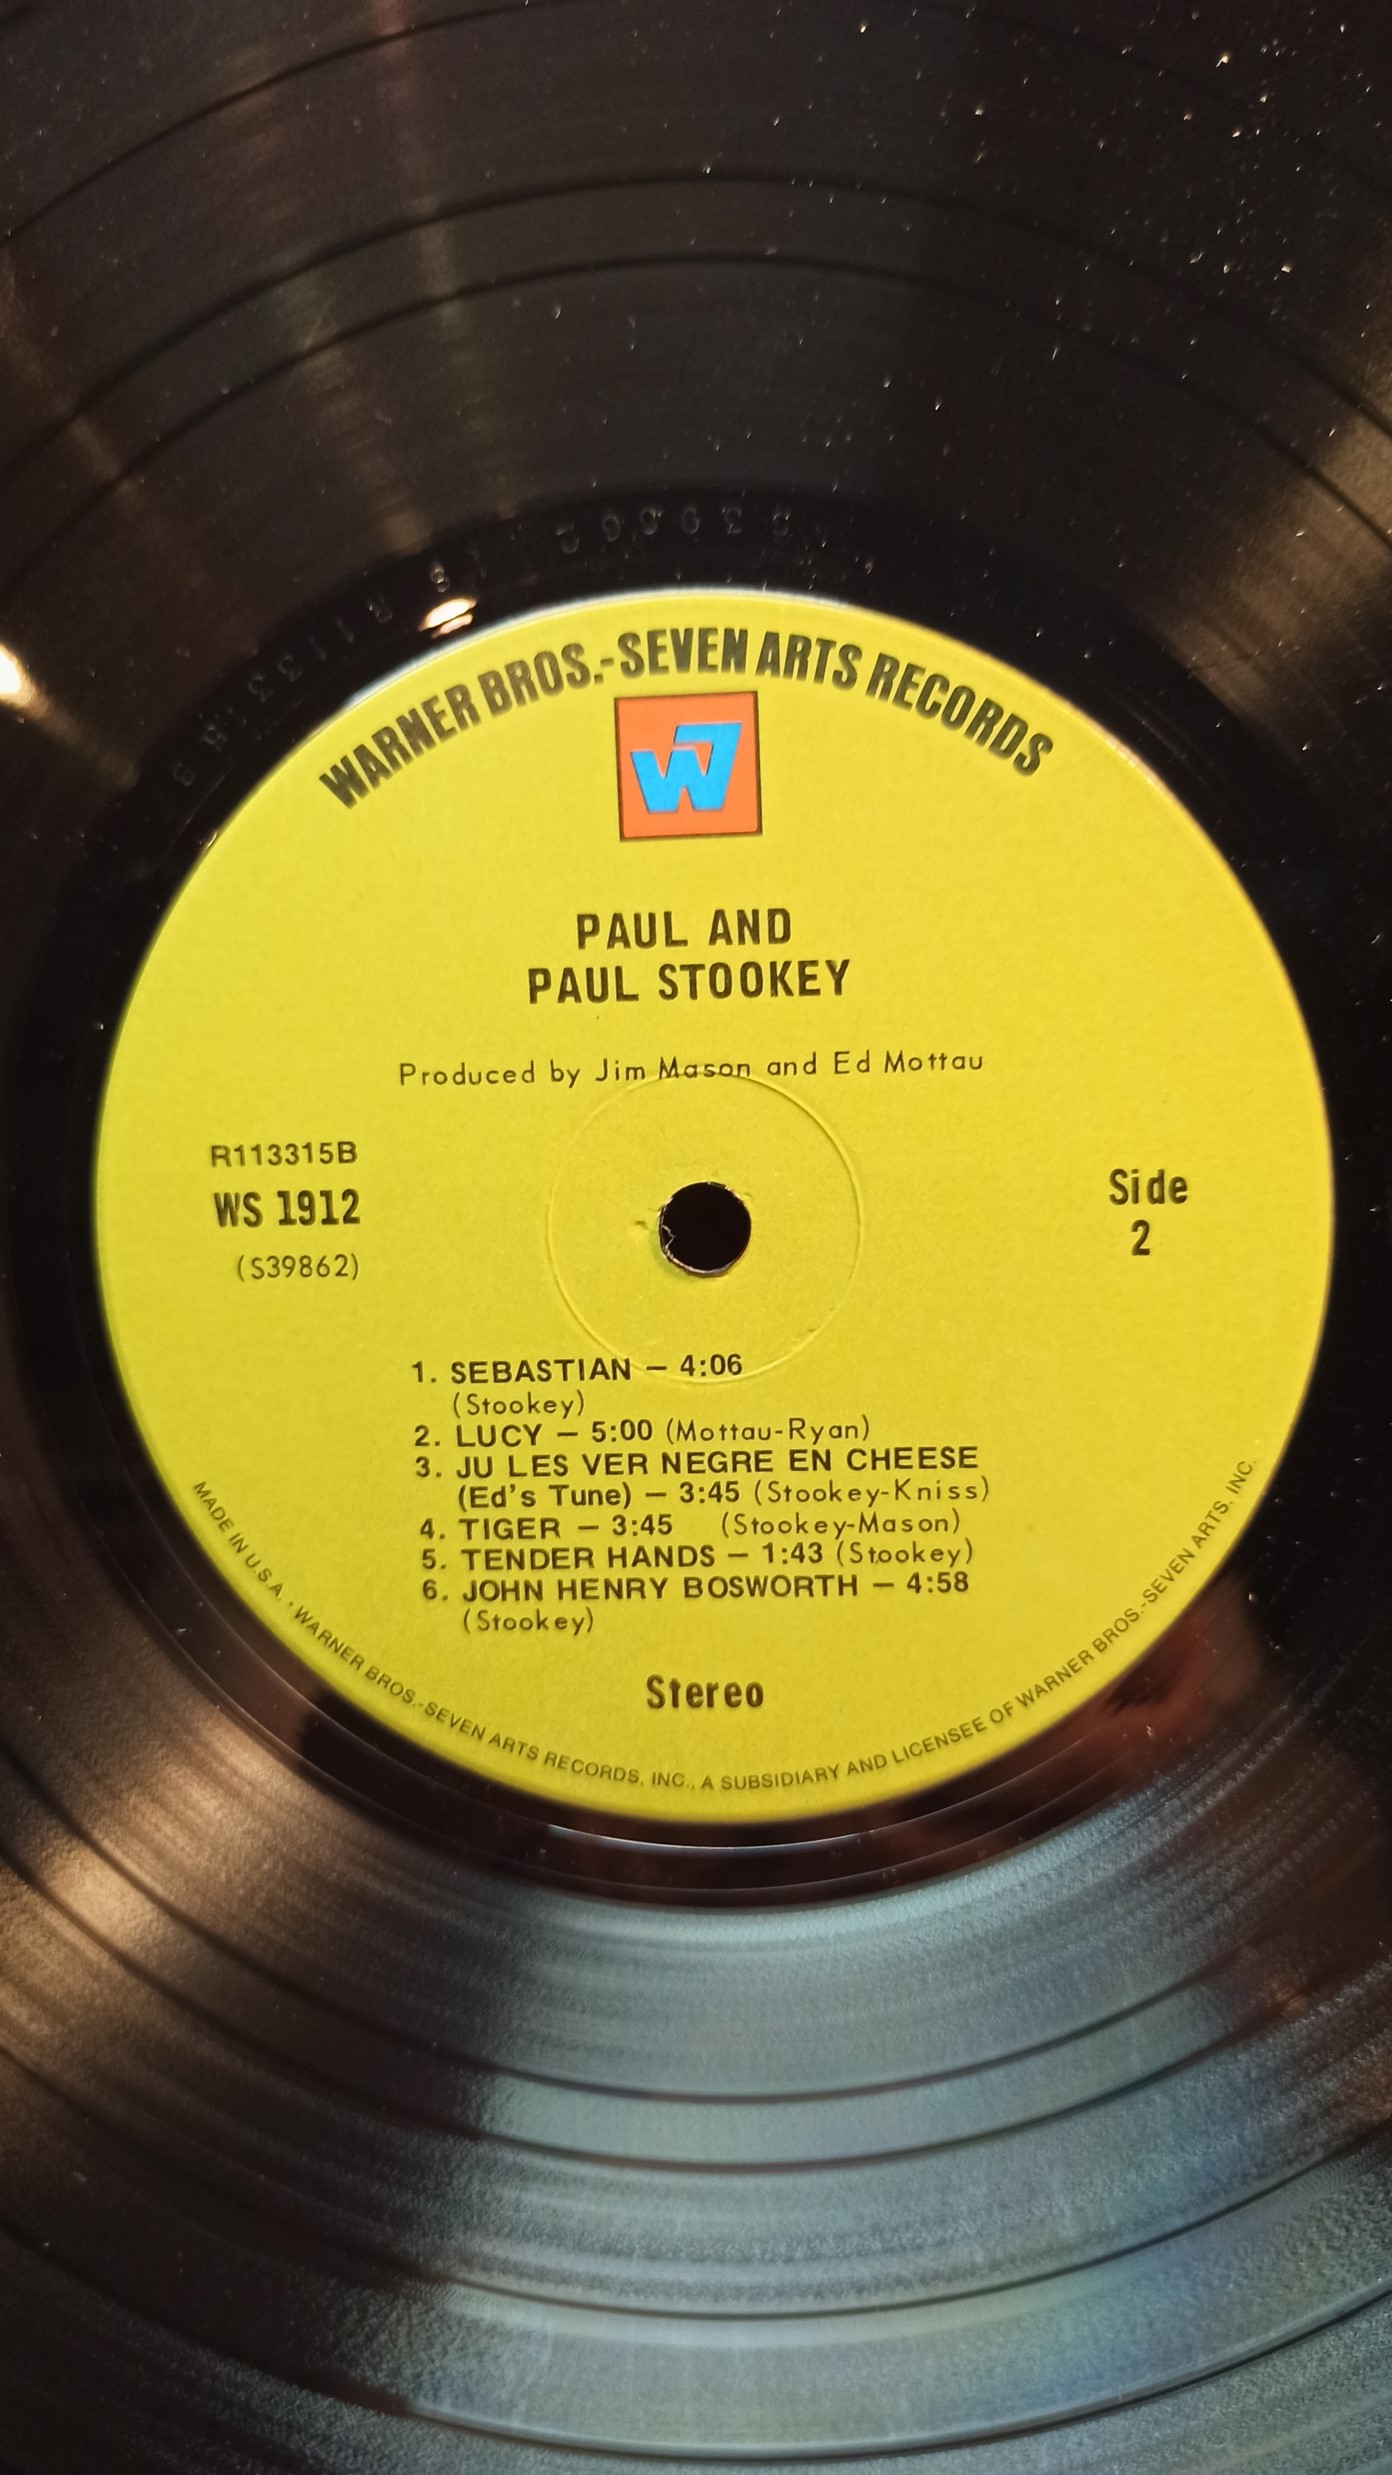 S39862
R113315B
WARNER BROS.-SEVEN ARTS RECORDS
W7
PAUL AND
PAUL STOOKEY
Produced by Jim Mason and Ed Mottau
R113315B
WS 1912
(S39862)
Side
2
1. SEBASTIAN – 4:06
(Stookey)
2. LUCY – 5:00 (Mottau-Ryan)
3. JU LES VER NEGRE EN CHEESE
(Ed's Tune) – 3:45 (Stookey-Kniss)
4. TIGER – 3:45 (Stookey-Mason)
5. TENDER HANDS – 1:43 (Stookey)
6. JOHN HENRY BOSWORTH – 4:58
(Stookey)
Stereo
MADE IN U.S.A. · WARNER BROS.-SEVEN ARTS RECORDS, INC., A SUBSIDIARY AND LICENSEE OF WARNER BROS.-SEVEN ARTS, INC.